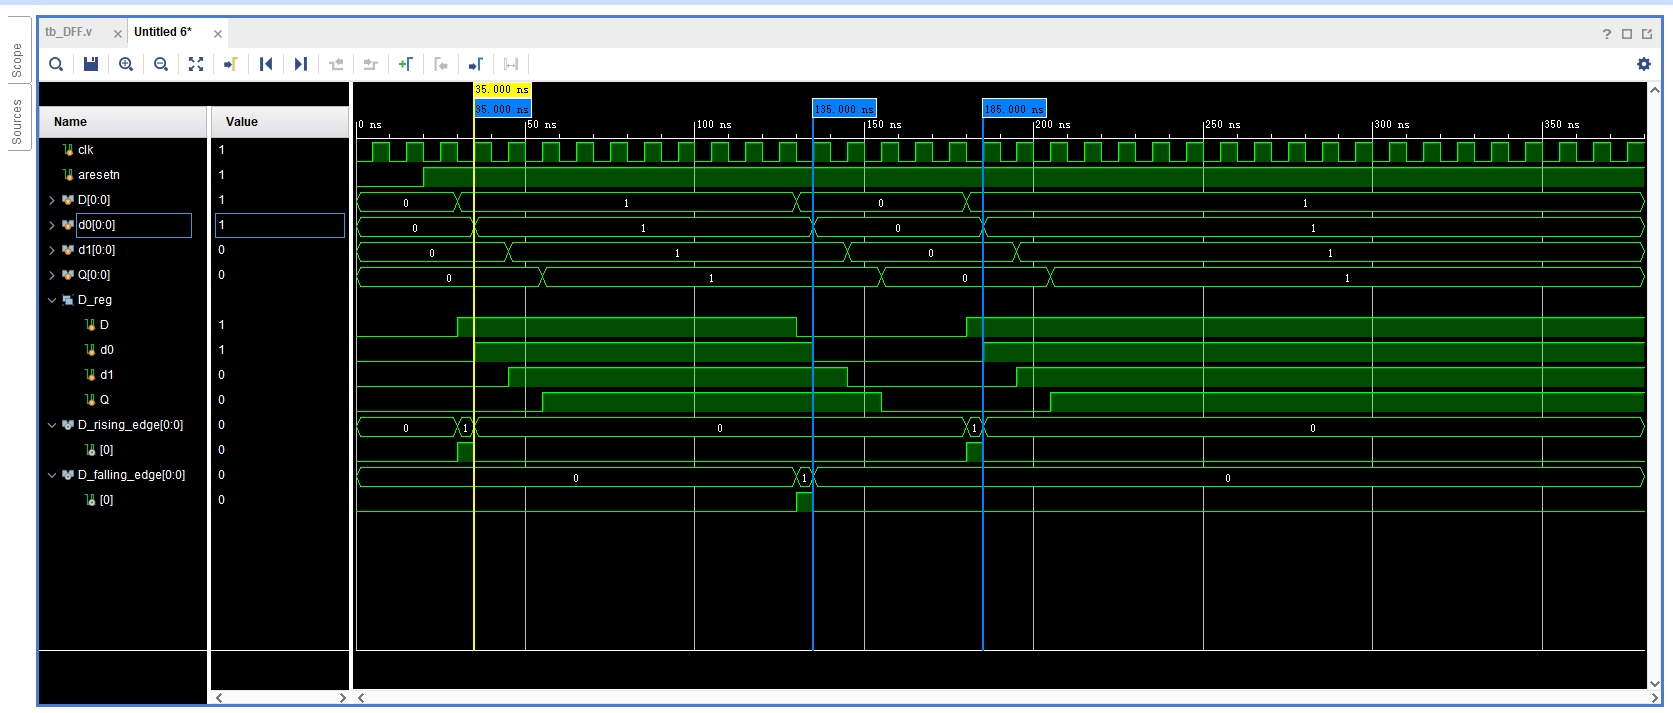 tb_DFF.v × Untitled 6* ×
?
Scope
Sources
35.000 ns
35.000 ns 135.000 ns 185.000 ns
Name Value
0 ns 50 ns 100 ns 150 ns 200 ns 250 ns 300 ns 350 ns
clk 1
aresetn 1
D[0:0] 1 0 1 0 1
d0[0:0] 1 0 1 0 1
d1[0:0] 0 0 1 0 1
Q[0:0] 0 0 1 0 1
D_reg
D 1
d0 1
d1 0
Q 0
D_rising_edge[0:0] 0 0 1 0 1 0
[0] 0
D_falling_edge[0:0] 0 0 1 0
[0] 0